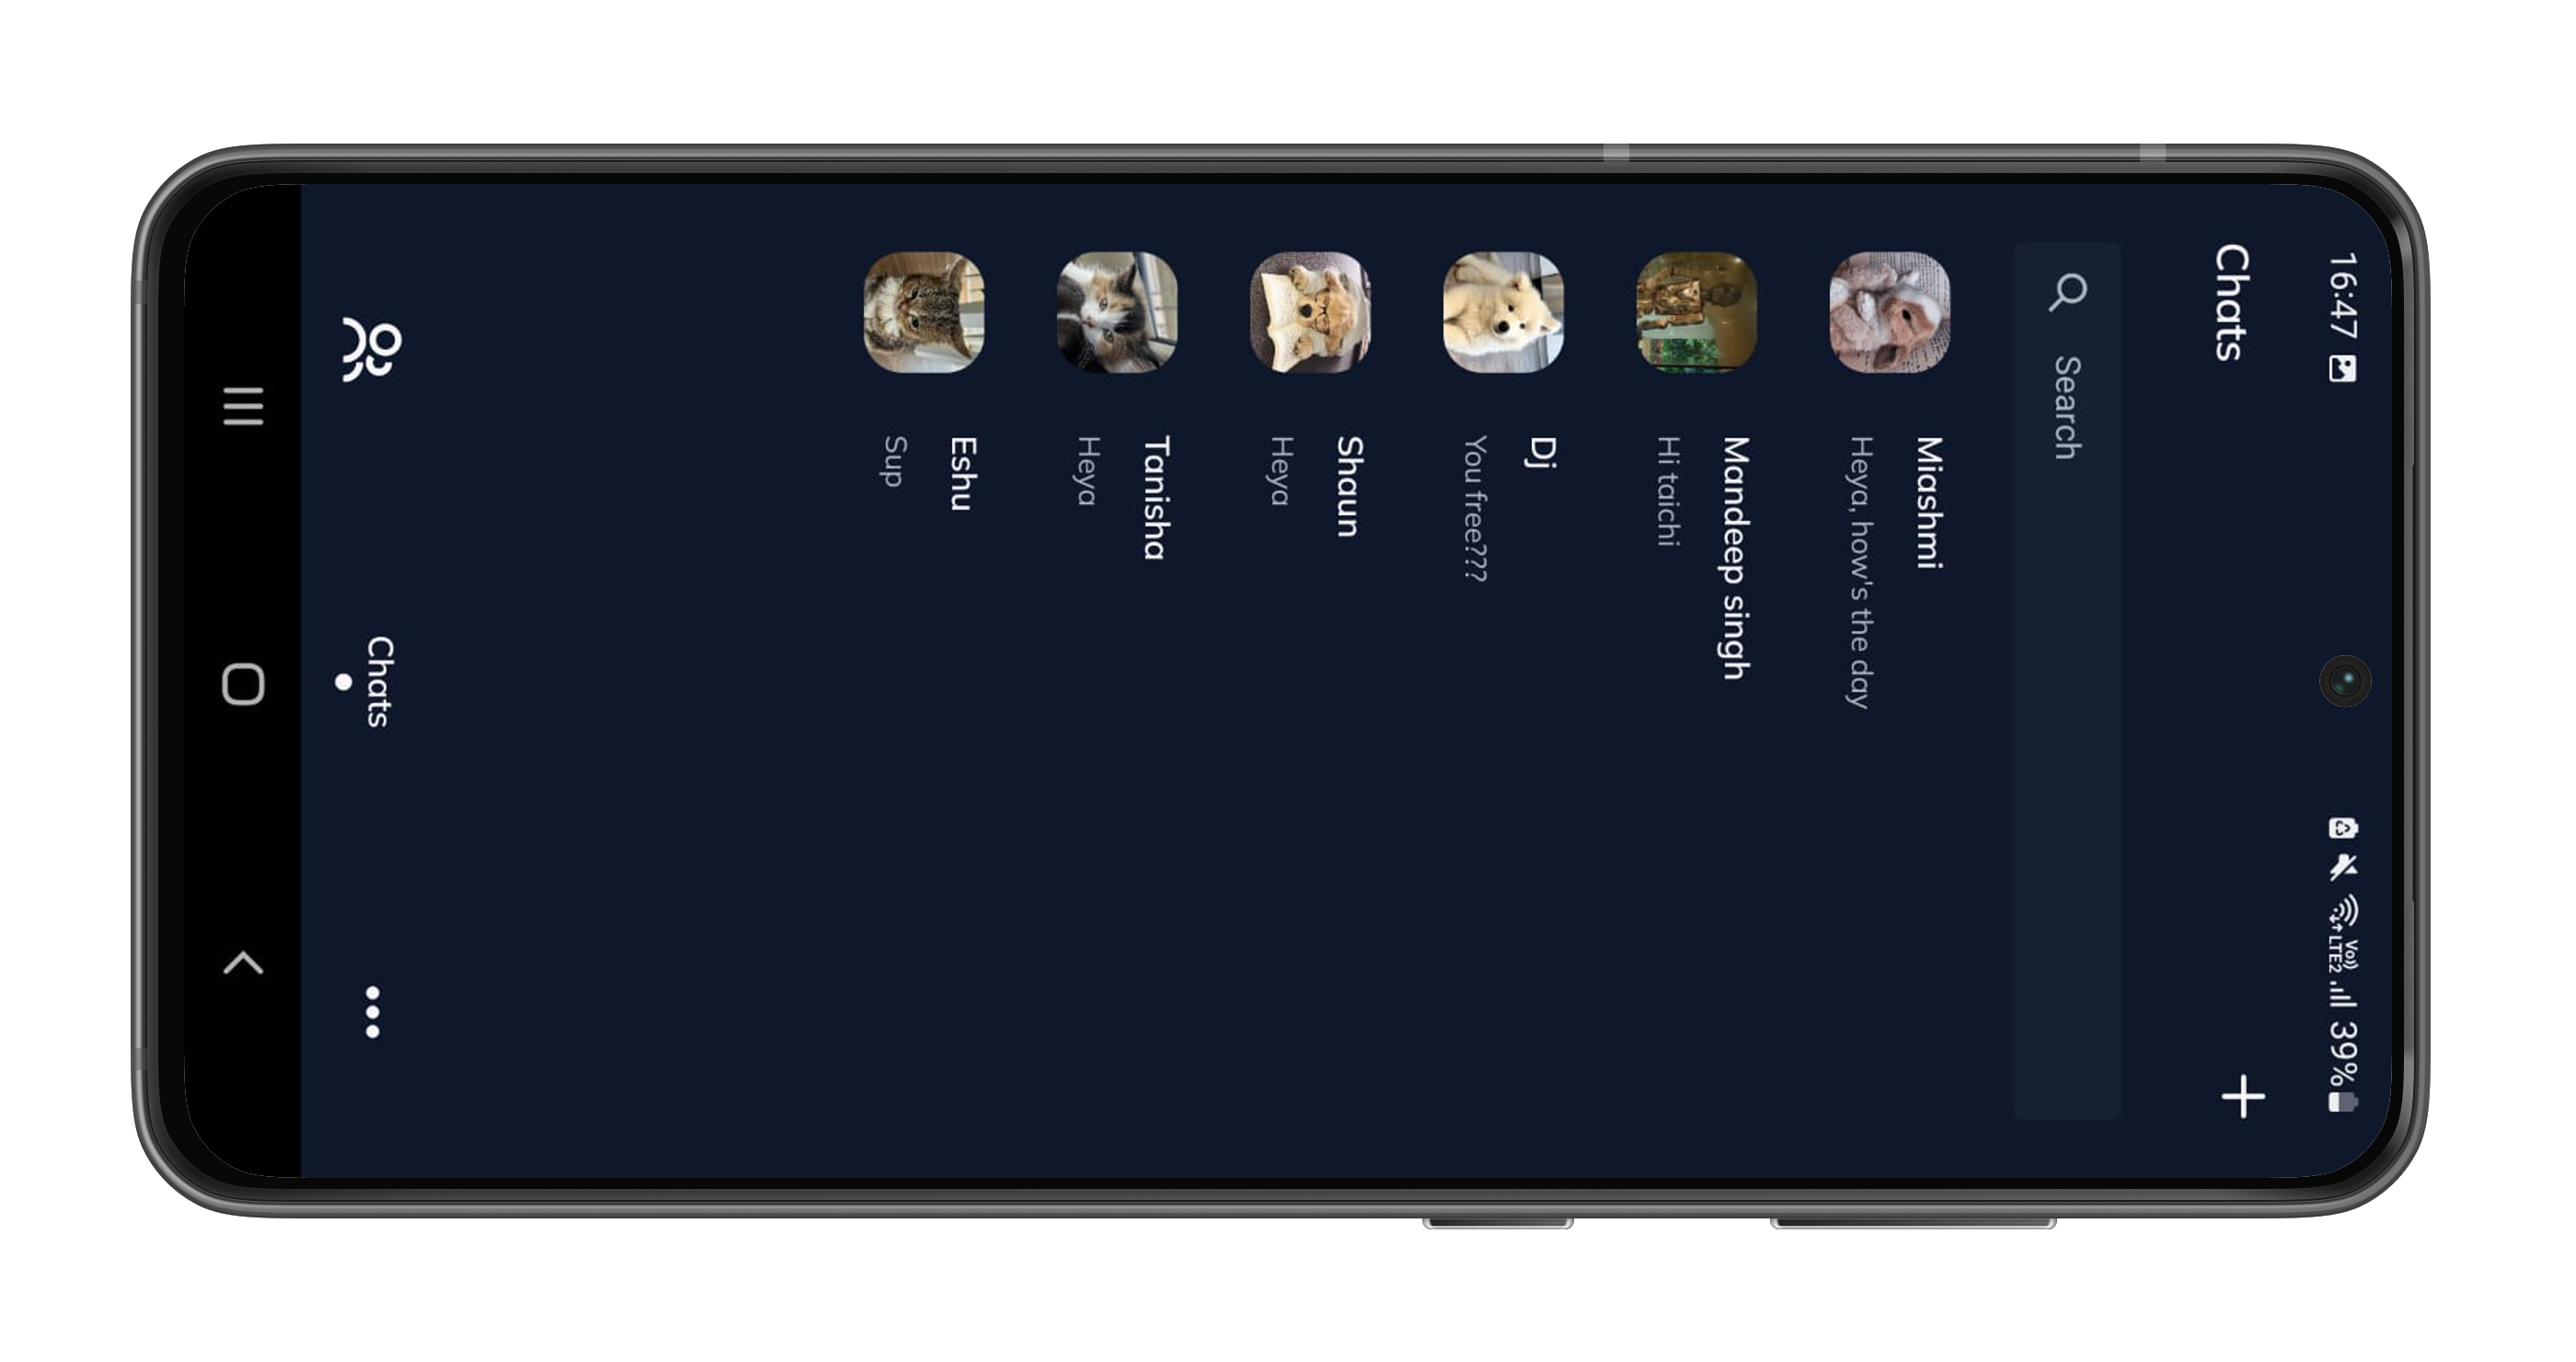 16:47
Vo))
LTE2
39%
Chats
Search
Miashmi
Heya, how's the day
Mandeep singh
Hi taichi
Dj
You free???
Shaun
Heya
Tanisha
Heya
Eshu
Sup
Chats